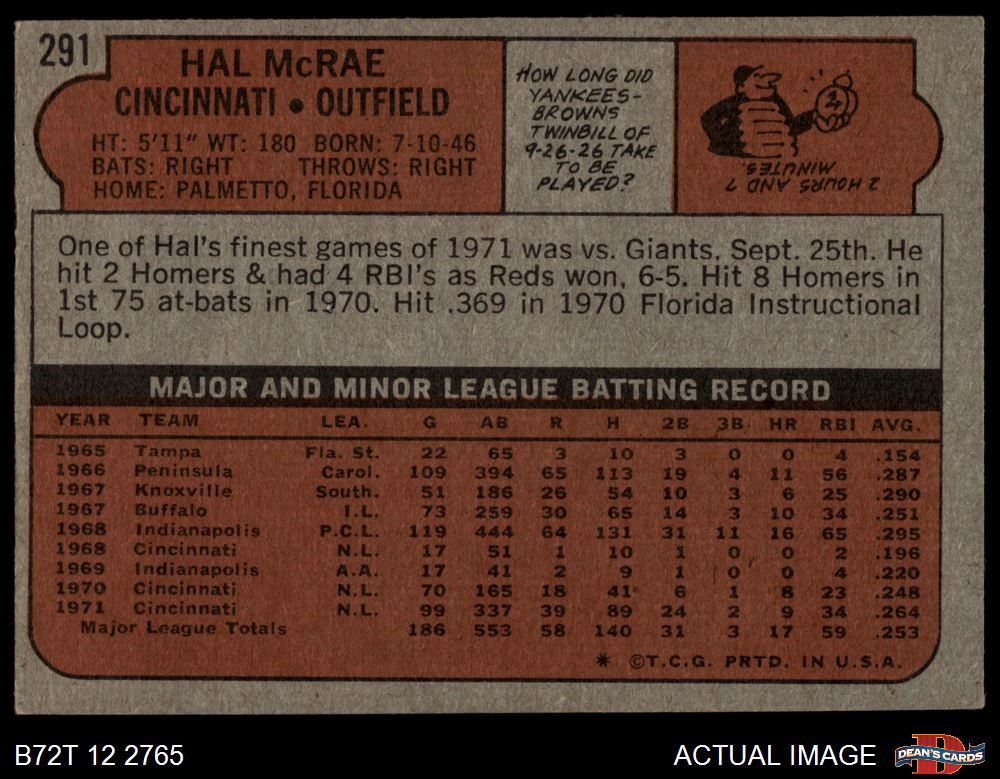 291
HAL McRAE
CINCINNATI • OUTFIELD
HT: 5'11" WT: 180 BORN: 7-10-46
BATS: RIGHT THROWS: RIGHT
HOME: PALMETTO, FLORIDA
HOW LONG DID
YANKEES-
BROWNS
TWINBILL OF
9-26-26 TAKE
TO BE
PLAYED?
2
2 HOURS AND 7
MINUTES.
One of Hal's finest games of 1971 was vs. Giants, Sept. 25th. He
hit 2 Homers & had 4 RBI's as Reds won, 6-5. Hit 8 Homers in
1st 75 at-bats in 1970. Hit .369 in 1970 Florida Instructional
Loop.
MAJOR AND MINOR LEAGUE BATTING RECORD
YEAR TEAM LEA. G AB R H 2B 3B HR RBI AVG.
1965 Tampa Fla. St. 22 65 3 10 3 0 0 4 .154
1966 Peninsula Carol. 109 394 65 113 19 4 11 56 .287
1967 Knoxville South. 51 186 26 54 10 3 6 25 .290
1967 Buffalo I.L. 73 259 30 65 14 3 10 34 .251
1968 Indianapolis P.C.L. 119 444 64 131 31 11 16 65 .295
1968 Cincinnati N.L. 17 51 1 10 1 0 0 2 .196
1969 Indianapolis A.A. 17 41 2 9 1 0 0 4 .220
1970 Cincinnati N.L. 70 165 18 41 6 1 8 23 .248
1971 Cincinnati N.L. 99 337 39 89 24 2 9 34 .264
Major League Totals 186 553 58 140 31 3 17 59 .253
* ©T.C.G. PRTD. IN U.S.A.
B72T 12 2765
ACTUAL IMAGE
DEAN'S CARDS